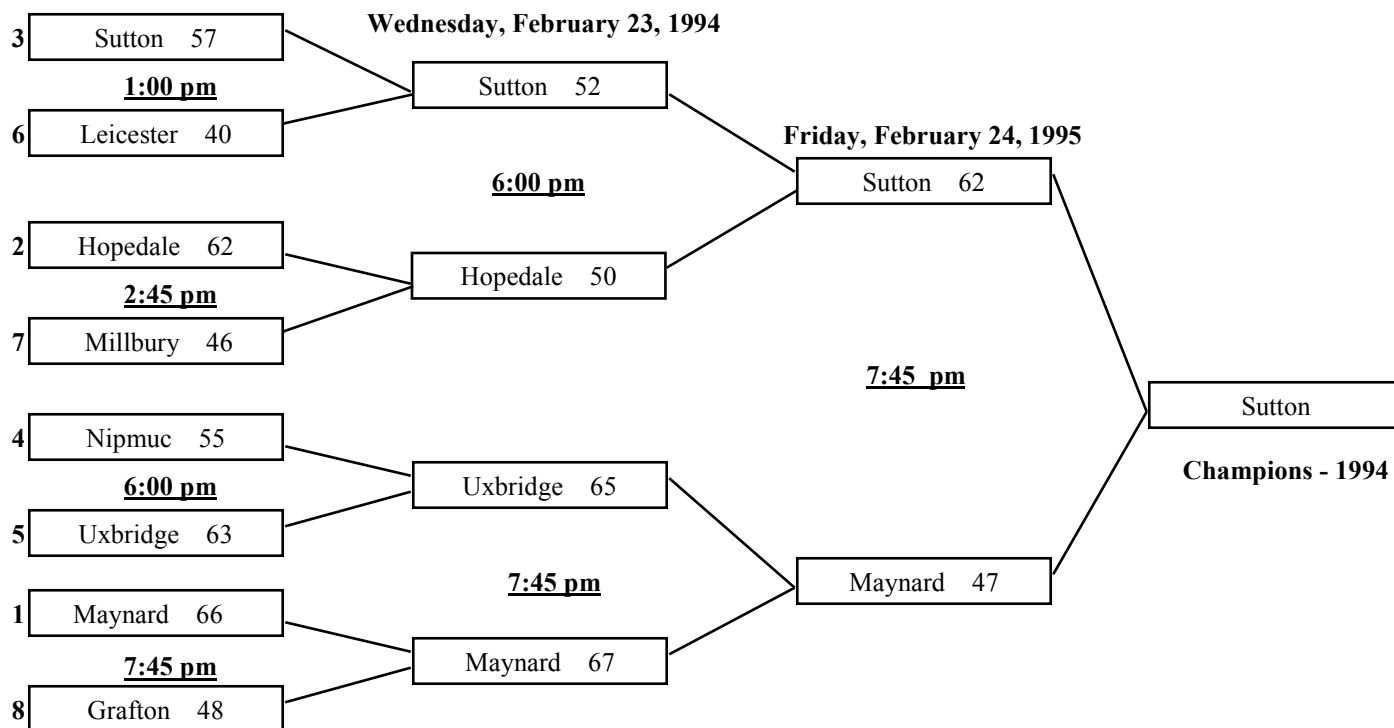 Wednesday, February 23, 1994
3 Sutton 57
1:00 pm
6 Leicester 40
Sutton 52
6:00 pm
2 Hopedale 62
2:45 pm
7 Millbury 46
Hopedale 50
Friday, February 24, 1995
Sutton 62
7:45 pm
4 Nipmuc 55
6:00 pm
5 Uxbridge 63
Uxbridge 65
7:45 pm
1 Maynard 66
7:45 pm
8 Grafton 48
Maynard 67
Maynard 47
Sutton
Champions - 1994